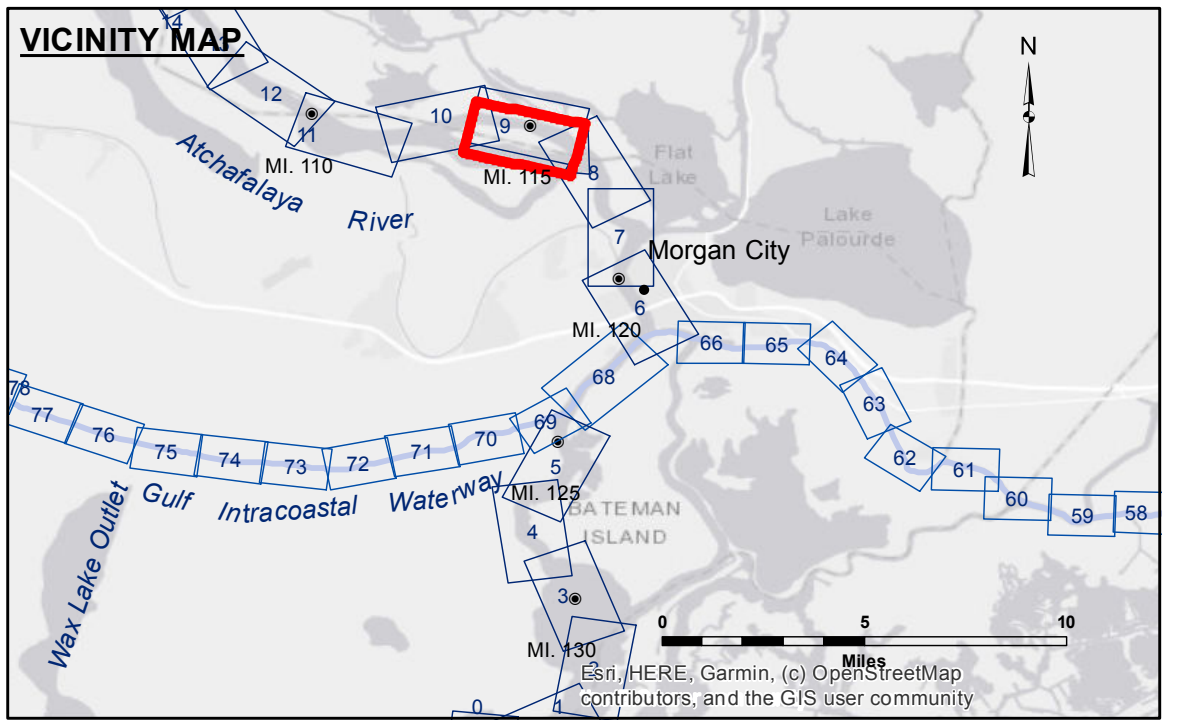 VICINITY MAP
14
12
11
MI. 110
10
9
MI. 115
8
Flat
Lake
N
Atchafalaya River
7
Morgan City
Lake
Palourde
6
MI. 120
66
65
64
63
62
61
60
59
58
68
69
70
71
72
73
74
75
76
77
78
Gulf Intracoastal Waterway
Wax Lake Outlet
5
MI. 125
BATEMAN
ISLAND
4
3
MI. 130
2
1
0
0 5 10
Miles
Esri, HERE, Garmin, (c) OpenStreetMap
contributors, and the GIS user community